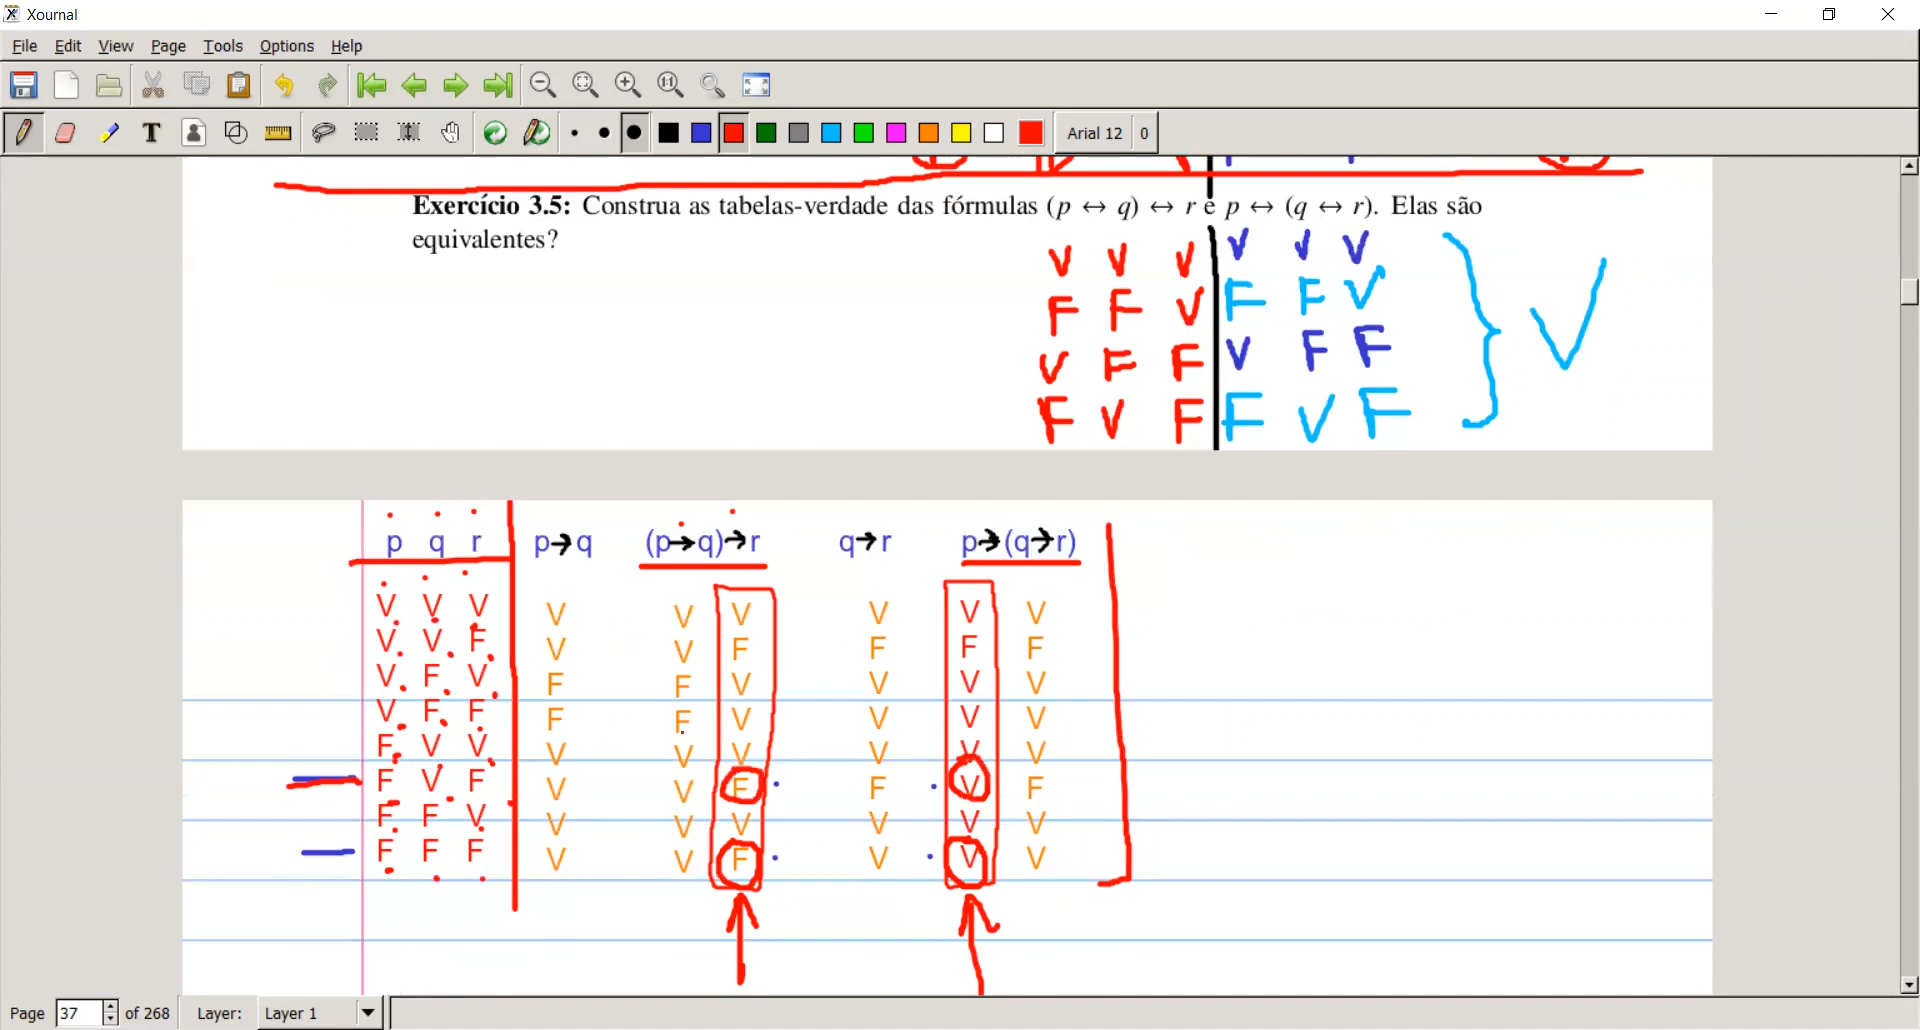 Xournal
File Edit View Page Tools Options Help
Arial 12 0
Exercício 3.5: Construa as tabelas-verdade das fórmulas (p ↔ q) ↔ r e p ↔ (q ↔ r). Elas são
equivalentes?
V V V V V V
F F V F F V
V F F V F F
F V F F V F
V
p q r p→q (p→q)→r q→r p→(q→r)
V V V V V V V V V
V V F V V F F F F
V F V F F V V V V
V F F F F V V V V
F V V V V V V V V
F V F V V F F V F
F F V V V V V V V
F F F V V F V V V
Page 37 of 268 Layer: Layer 1